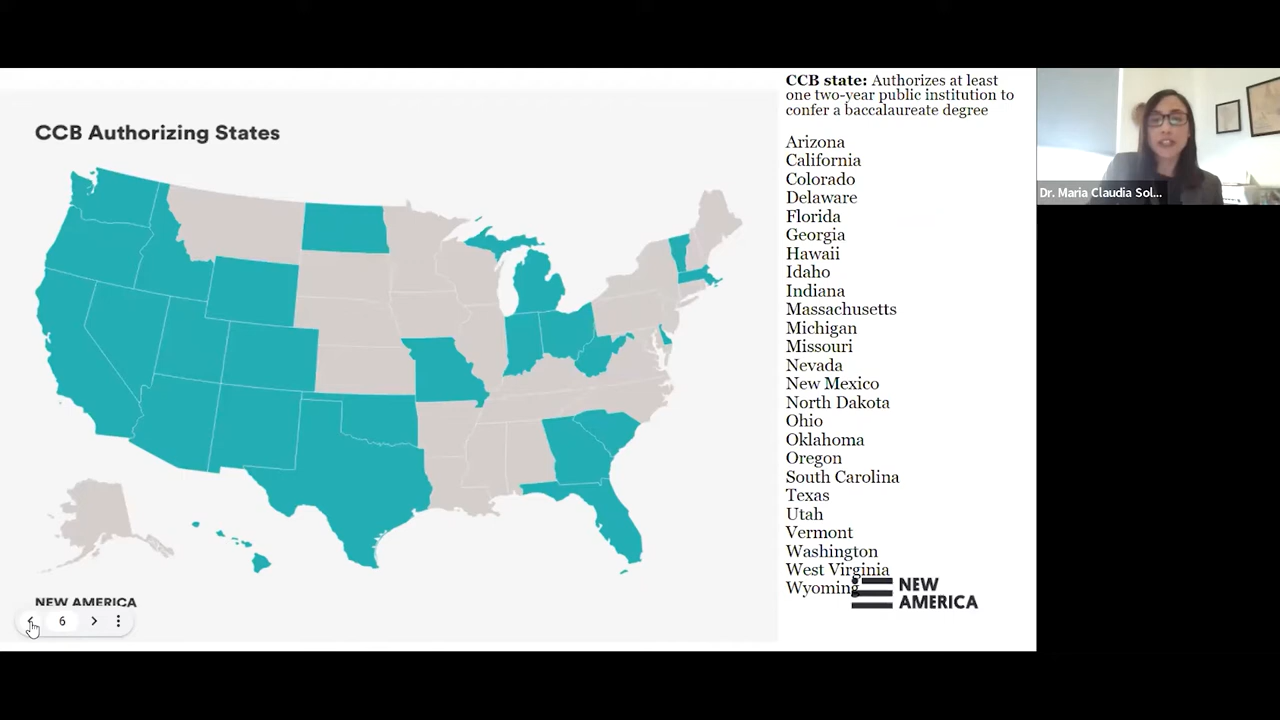 CCB Authorizing States
NEW AMERICA
6
CCB state: Authorizes at least
one two-year public institution to
confer a baccalaureate degree
Arizona
California
Colorado
Delaware
Florida
Georgia
Hawaii
Idaho
Indiana
Massachusetts
Michigan
Missouri
Nevada
New Mexico
North Dakota
Ohio
Oklahoma
Oregon
South Carolina
Texas
Utah
Vermont
Washington
West Virginia
Wyoming
NEW
AMERICA
Dr. Maria Claudia Sol...